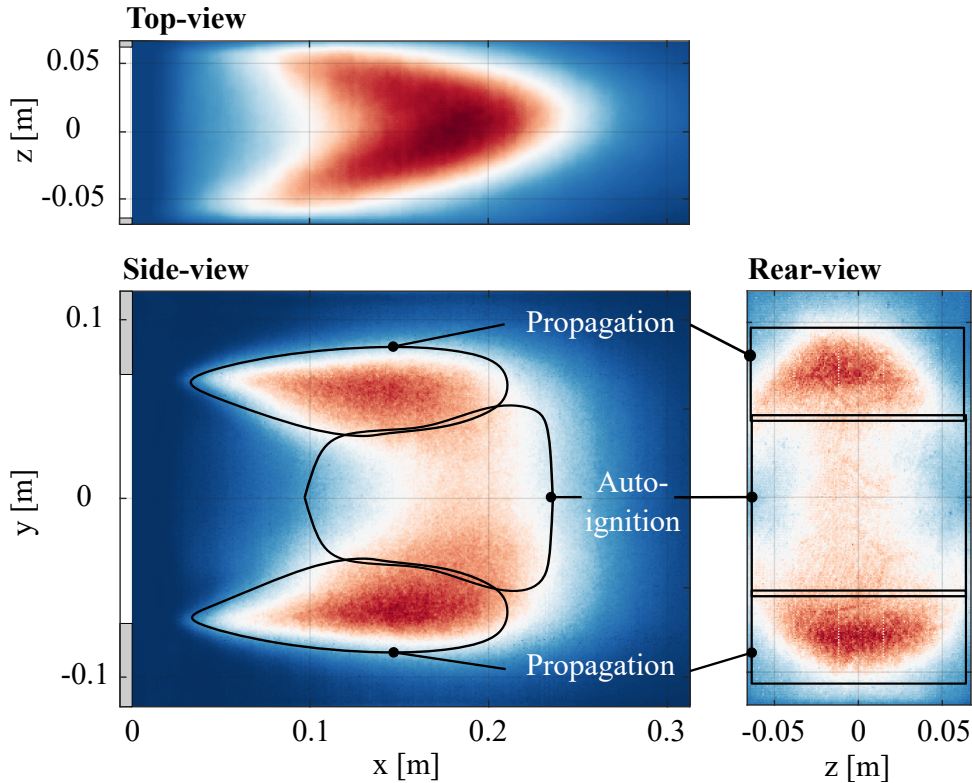 Top-view
z [m]
0.05
0
-0.05
Side-view
Rear-view
y [m]
0.1
0
-0.1
Propagation
Auto-
ignition
Propagation
0
0.1
0.2
0.3
x [m]
-0.05
0
0.05
z [m]